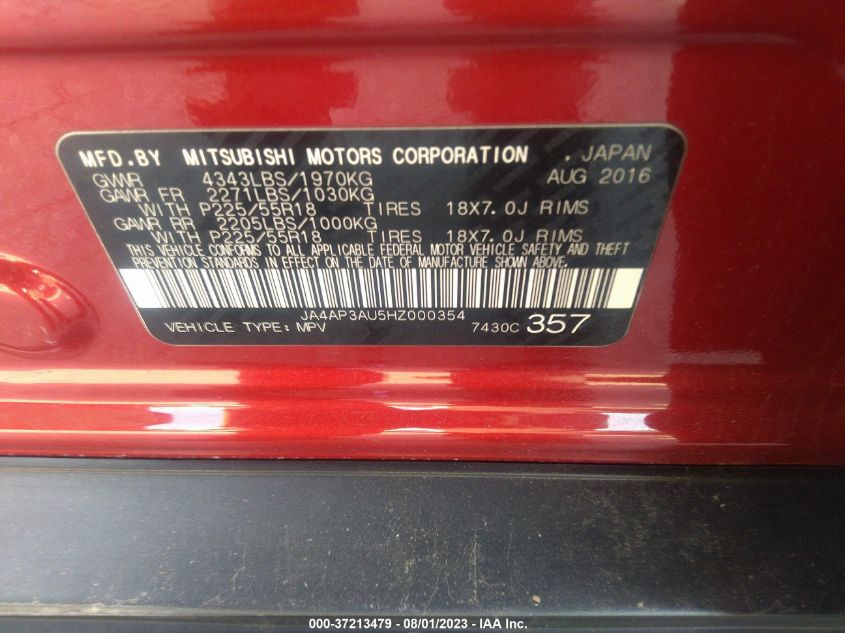 MFD.BY MITSUBISHI MOTORS CORPORATION . JAPAN
GVWR 4343LBS/1970KG AUG 2016
GAWR FR 2271LBS/1030KG
WITH P225/55R18 TIRES 18X7.0J RIMS
GAWR RR 2205LBS/1000KG
WITH P225/55R18 TIRES 18X7.0J RIMS
THIS VEHICLE CONFORMS TO ALL APPLICABLE FEDERAL MOTOR VEHICLE SAFETY AND THEFT
PREVENTION STANDARDS IN EFFECT ON THE DATE OF MANUFACTURE SHOWN ABOVE.
JA4AP3AU5HZ000354
VEHICLE TYPE: MPV 7430C 357
000-37213479 - 08/01/2023 - IAA Inc.